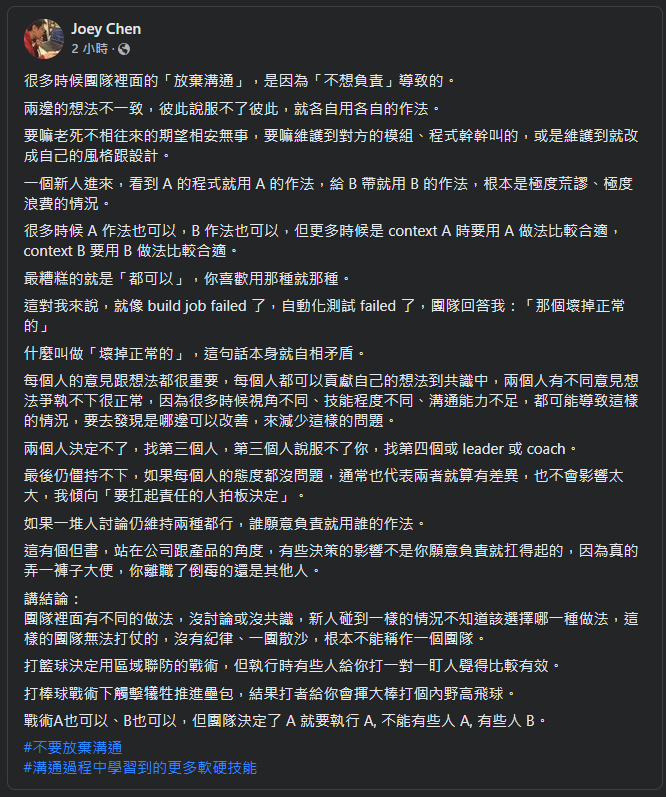 Joey Chen
2 小時 ·
很多時候團隊裡面的「放棄溝通」，是因為「不想負責」導致的。
兩邊的想法不一致，彼此說服不了彼此，就各自用各自的作法。
要嘛老死不相往來的期望相安無事，要嘛維護到對方的模組、程式幹幹叫的，或是維護到就改
成自己的風格跟設計。
一個新人進來，看到 A 的程式就用 A 的作法，給 B 帶就用 B 的作法，根本是極度荒謬、極度
浪費的情況。
很多時候 A 作法也可以，B 作法也可以，但更多時候是 context A 時要用 A 做法比較合適，
context B 要用 B 做法比較合適。
最糟糕的就是「都可以」，你喜歡用那種就那種。
這對我來說，就像 build job failed 了，自動化測試 failed 了，團隊回答我：「那個壞掉正常
的」
什麼叫做「壞掉正常的」，這句話本身就自相矛盾。
每個人的意見跟想法都很重要，每個人都可以貢獻自己的想法到共識中，兩個人有不同意見想
法爭執不下很正常，因為很多時候視角不同、技能程度不同、溝通能力不足，都可能導致這樣
的情況，要去發現是哪邊可以改善，來減少這樣的問題。
兩個人決定不了，找第三個人，第三個人說服不了你，找第四個或 leader 或 coach。
最後仍僵持不下，如果每個人的態度都沒問題，通常也代表兩者就算有差異，也不會影響太
大，我傾向「要扛起責任的人拍板決定」。
如果一堆人討論仍維持兩種都行，誰願意負責就用誰的作法。
這有個但書，站在公司跟產品的角度，有些決策的影響不是你願意負責就扛得起的，因為真的
弄一褲子大便，你離職了倒霉的還是其他人。
講結論：
團隊裡面有不同的做法，沒討論或沒共識，新人碰到一樣的情況不知道該選擇哪一種做法，這
樣的團隊無法打仗的，沒有紀律、一團散沙，根本不能稱作一個團隊。
打籃球決定用區域聯防的戰術，但執行時有些人給你打一對一盯人覺得比較有效。
打棒球戰術下觸擊犧牲推進壘包，結果打者給你會揮大棒打個內野高飛球。
戰術A也可以、B也可以，但團隊決定了 A 就要執行 A, 不能有些人 A, 有些人 B。
#不要放棄溝通
#溝通過程中學習到的更多軟硬技能